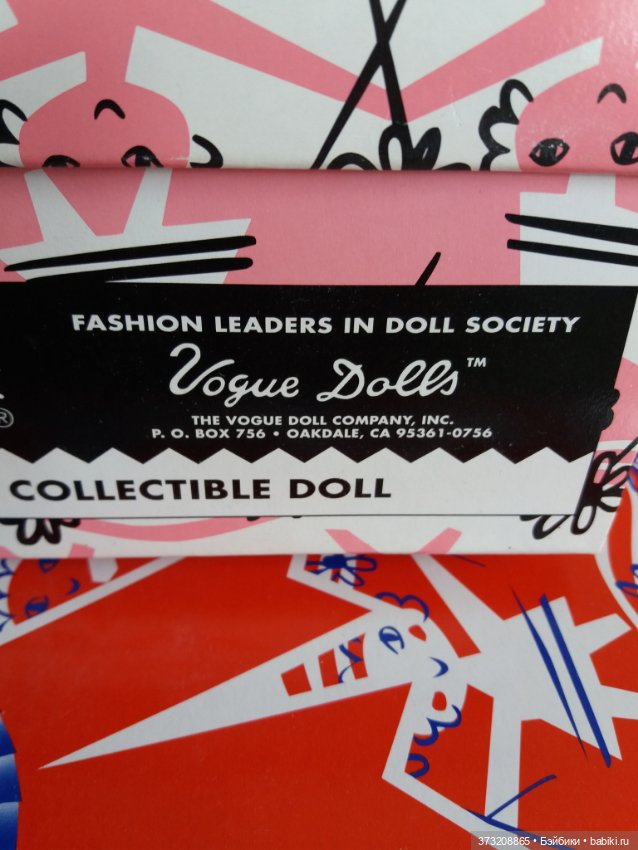 FASHION LEADERS IN DOLL SOCIETY
Vogue Dolls™
®
THE VOGUE DOLL COMPANY, INC.
P. O. BOX 756 • OAKDALE, CA 95361-0756
COLLECTIBLE DOLL
373208865 • Бэйбики • babiki.ru